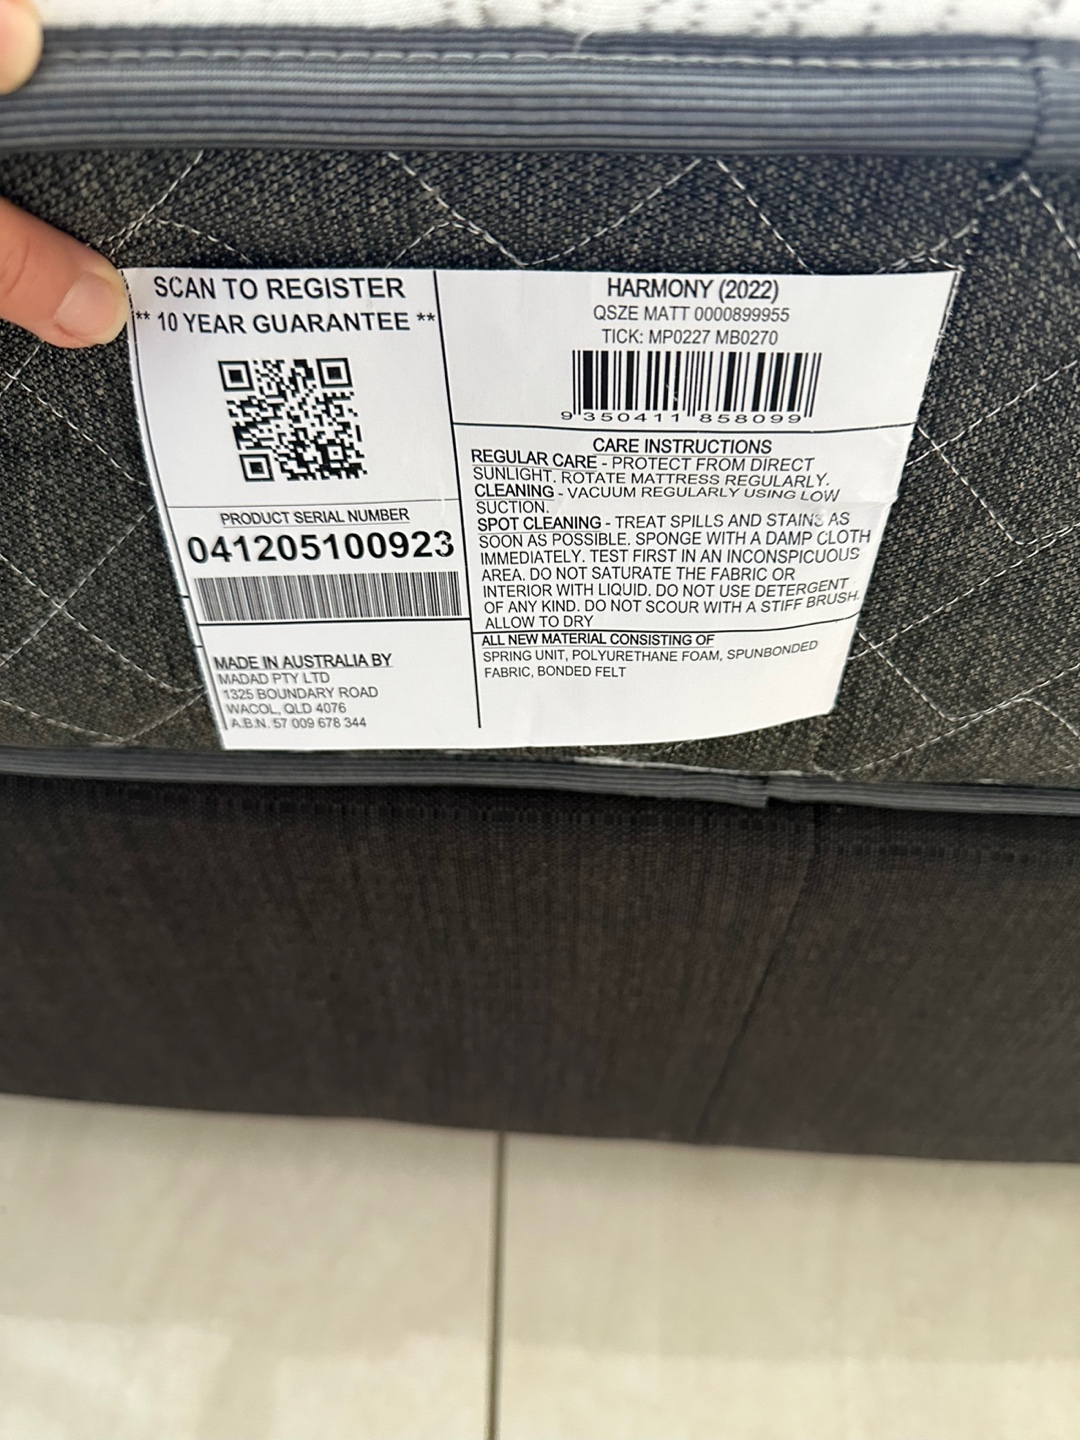 SCAN TO REGISTER
** 10 YEAR GUARANTEE **
PRODUCT SERIAL NUMBER
041205100923
MADE IN AUSTRALIA BY
MADAD PTY LTD
1325 BOUNDARY ROAD
WACOL, QLD 4076
A.B.N. 57 009 678 344
HARMONY (2022)
QSZE MATT 0000899955
TICK: MP0227 MB0270
9 350411 858099
CARE INSTRUCTIONS
REGULAR CARE - PROTECT FROM DIRECT
SUNLIGHT. ROTATE MATTRESS REGULARLY.
CLEANING - VACUUM REGULARLY USING LOW
SUCTION.
SPOT CLEANING - TREAT SPILLS AND STAINS AS
SOON AS POSSIBLE. SPONGE WITH A DAMP CLOTH
IMMEDIATELY. TEST FIRST IN AN INCONSPICUOUS
AREA. DO NOT SATURATE THE FABRIC OR
INTERIOR WITH LIQUID. DO NOT USE DETERGENT
OF ANY KIND. DO NOT SCOUR WITH A STIFF BRUSH.
ALLOW TO DRY
ALL NEW MATERIAL CONSISTING OF
SPRING UNIT, POLYURETHANE FOAM, SPUNBONDED
FABRIC, BONDED FELT